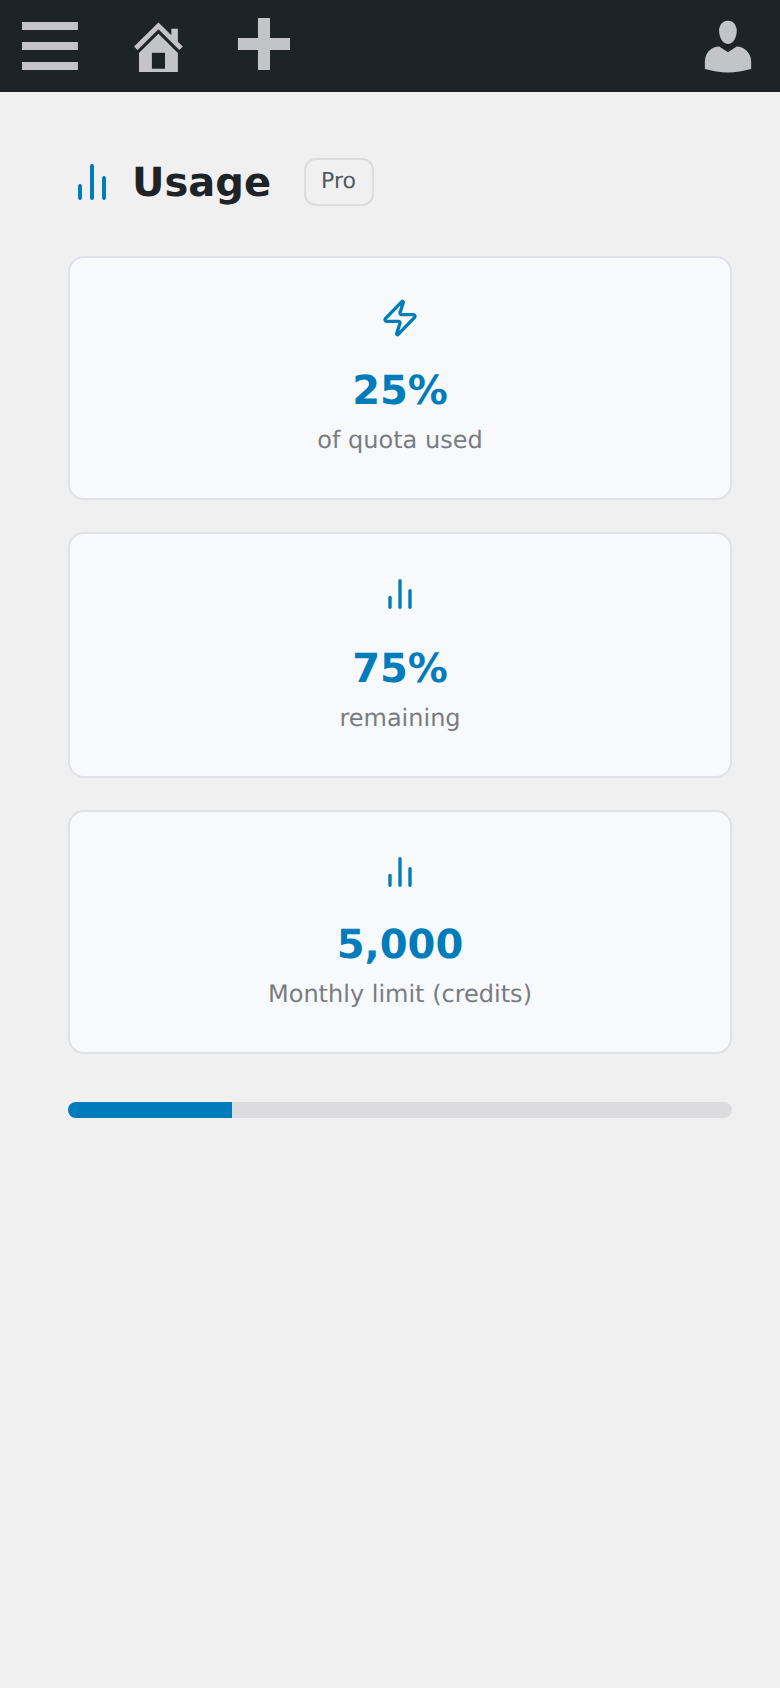 Usage Pro
25%
of quota used
75%
remaining
5,000
Monthly limit (credits)